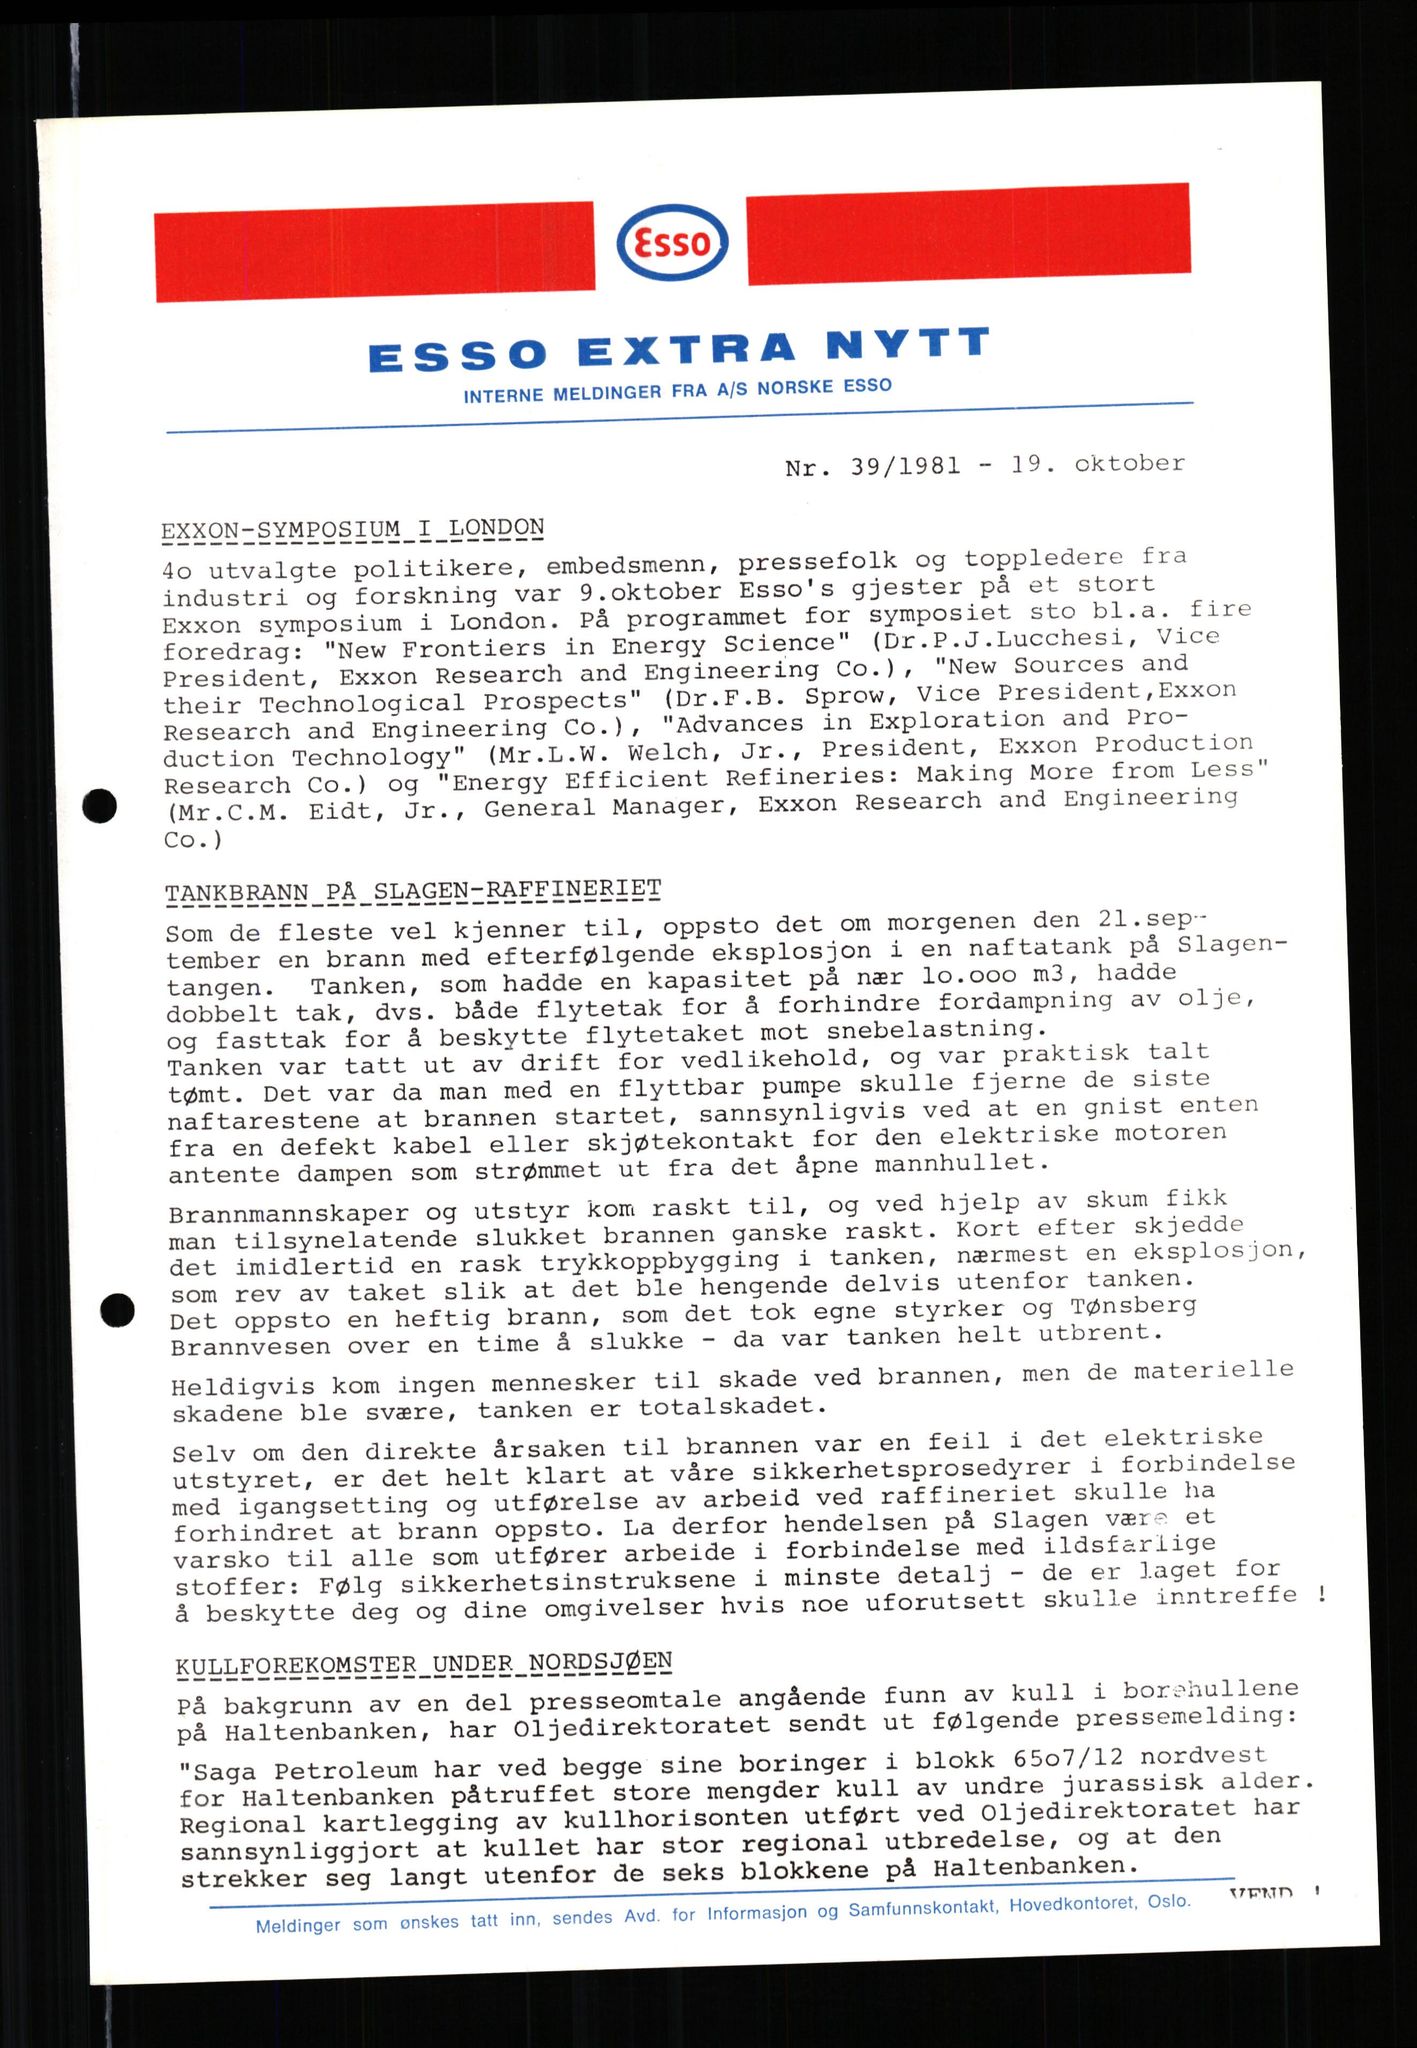 Esso
ESSO EXTRA NYTT
INTERNE MELDINGER FRA A/S NORSKE ESSO
Nr. 39/1981 - 19. oktober
EXXON-SYMPOSIUM I LONDON
4o utvalgte politikere, embedsmenn, pressefolk og toppledere fra
industri og forskning var 9.oktober Esso's gjester på et stort
Exxon symposium i London. På programmet for symposiet sto bl.a. fire
foredrag: "New Frontiers in Energy Science" (Dr.P.J.Lucchesi, Vice
President, Exxon Research and Engineering Co.), "New Sources and
their Technological Prospects" (Dr.F.B. Sprow, Vice President,Exxon
Research and Engineering Co.), "Advances in Exploration and Pro-
duction Technology" (Mr.L.W. Welch, Jr., President, Exxon Production
Research Co.) og "Energy Efficient Refineries: Making More from Less"
(Mr.C.M. Eidt, Jr., General Manager, Exxon Research and Engineering
Co.)
TANKBRANN PÅ SLAGEN-RAFFINERIET
Som de fleste vel kjenner til, oppsto det om morgenen den 21.sep-
tember en brann med efterfølgende eksplosjon i en naftatank på Slagen-
tangen. Tanken, som hadde en kapasitet på nær lo.ooo m3, hadde
dobbelt tak, dvs. både flytetak for å forhindre fordampning av olje,
og fasttak for å beskytte flytetaket mot snebelastning.
Tanken var tatt ut av drift for vedlikehold, og var praktisk talt
tømt. Det var da man med en flyttbar pumpe skulle fjerne de siste
naftarestene at brannen startet, sannsynligvis ved at en gnist enten
fra en defekt kabel eller skjøtekontakt for den elektriske motoren
antente dampen som strømmet ut fra det åpne mannhullet.
Brannmannskaper og utstyr kom raskt til, og ved hjelp av skum fikk
man tilsynelatende slukket brannen ganske raskt. Kort efter skjedde
det imidlertid en rask trykkoppbygging i tanken, nærmest en eksplosjon,
som rev av taket slik at det ble hengende delvis utenfor tanken.
Det oppsto en heftig brann, som det tok egne styrker og Tønsberg
Brannvesen over en time å slukke - da var tanken helt utbrent.
Heldigvis kom ingen mennesker til skade ved brannen, men de materielle
skadene ble svære, tanken er totalskadet.
Selv om den direkte årsaken til brannen var en feil i det elektriske
utstyret, er det helt klart at våre sikkerhetsprosedyrer i forbindelse
med igangsetting og utførelse av arbeid ved raffineriet skulle ha
forhindret at brann oppsto. La derfor hendelsen på Slagen være et
varsko til alle som utfører arbeide i forbindelse med ildsfarlige
stoffer: Følg sikkerhetsinstruksene i minste detalj - de er laget for
å beskytte deg og dine omgivelser hvis noe uforutsett skulle inntreffe !
KULLFOREKOMSTER UNDER NORDSJØEN
På bakgrunn av en del presseomtale angående funn av kull i borehullene
på Haltenbanken, har Oljedirektoratet sendt ut følgende pressemelding:
"Saga Petroleum har ved begge sine boringer i blokk 65o7/12 nordvest
for Haltenbanken påtruffet store mengder kull av undre jurassisk alder.
Regional kartlegging av kullhorisonten utført ved Oljedirektoratet har
sannsynliggjort at kullet har stor regional utbredelse, og at den
strekker seg langt utenfor de seks blokkene på Haltenbanken.
VEND !
Meldinger som ønskes tatt inn, sendes Avd. for Informasjon og Samfunnskontakt, Hovedkontoret, Oslo.